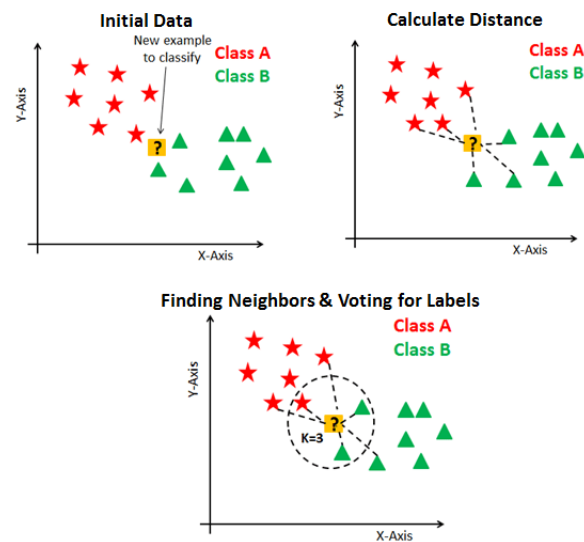 Initial Data
New example
to classify
Class A
Class B
?
Y-Axis
X-Axis
Calculate Distance
Class A
Class B
?
Y-Axis
X-Axis
Finding Neighbors & Voting for Labels
Class A
Class B
?
K=3
Y-Axis
X-Axis